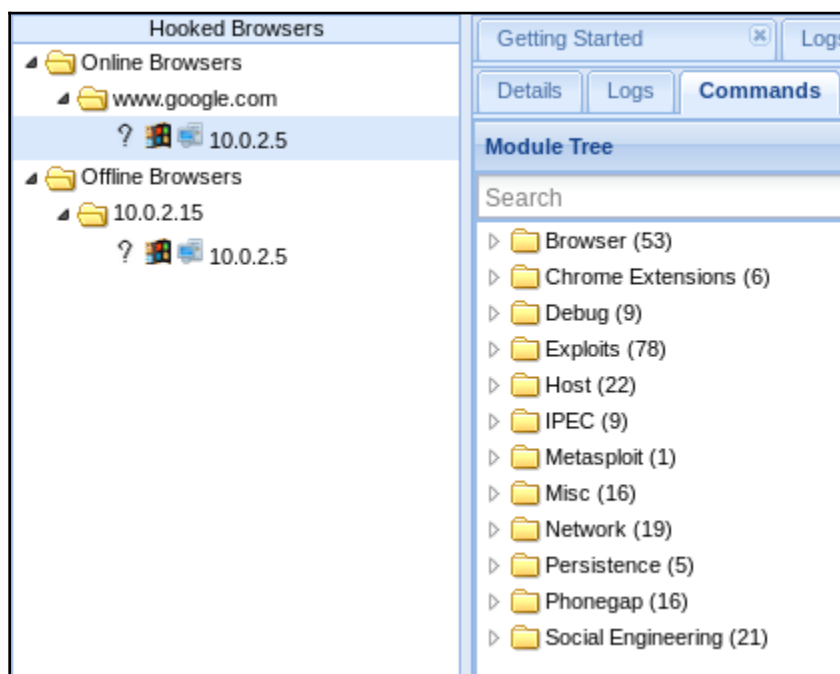 Hooked Browsers
Online Browsers
www.google.com
? 10.0.2.5
Offline Browsers
10.0.2.15
? 10.0.2.5
Getting Started Logs
Details Logs Commands
Module Tree
Search
Browser (53)
Chrome Extensions (6)
Debug (9)
Exploits (78)
Host (22)
IPEC (9)
Metasploit (1)
Misc (16)
Network (19)
Persistence (5)
Phonegap (16)
Social Engineering (21)